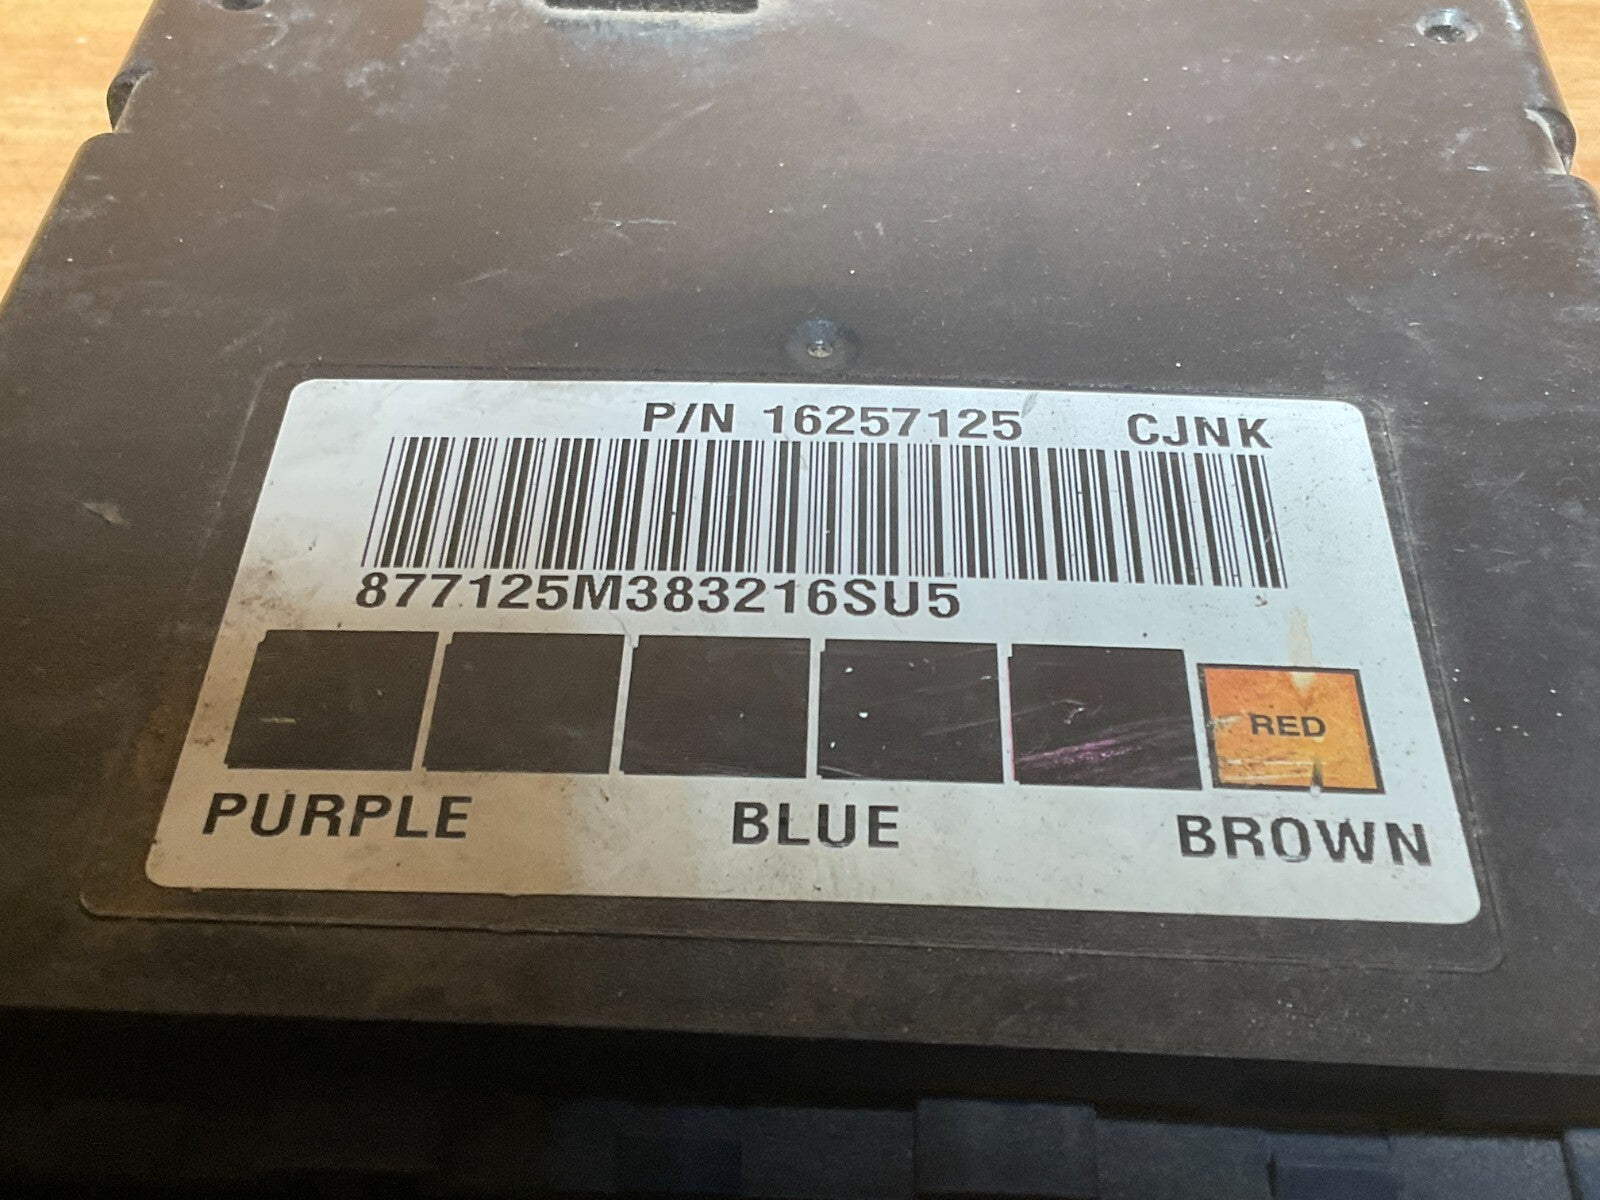 P/N 16257125 CJNK
877125M383216SU5
RED
PURPLE BLUE BROWN